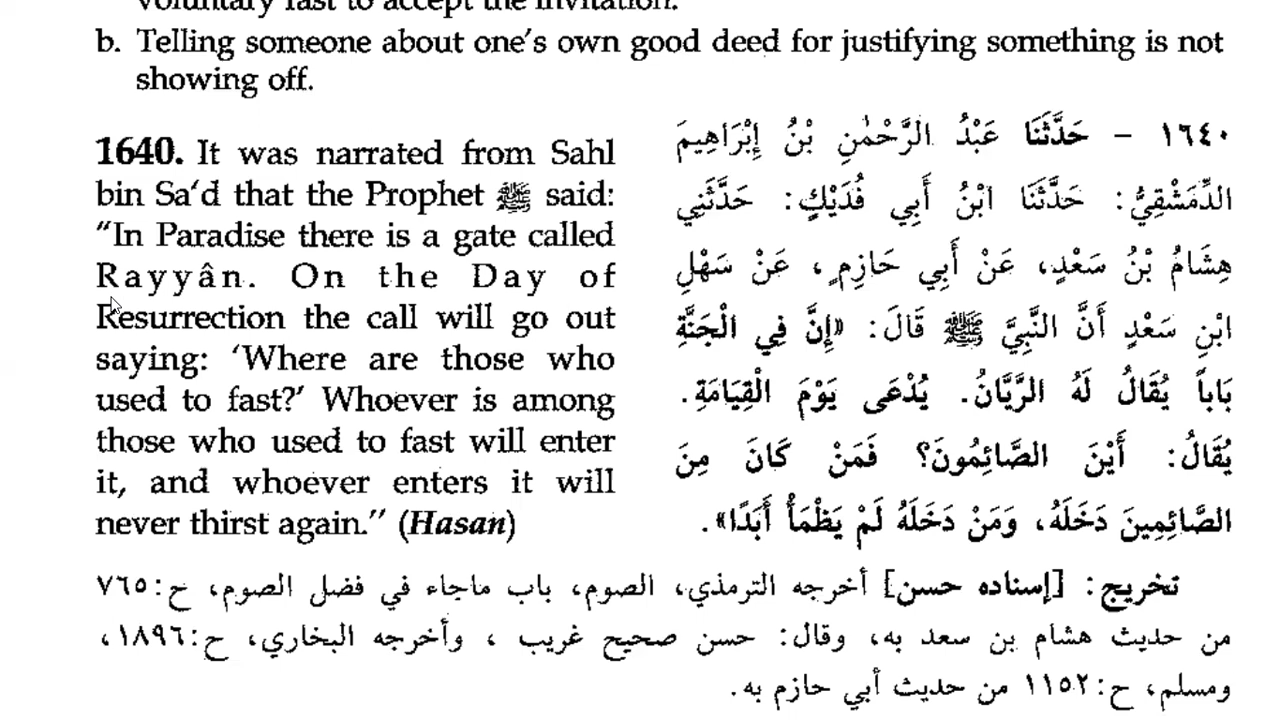 voluntary fast to accept the invitation.
b. Telling someone about one's own good deed for justifying something is not
showing off.
1640. It was narrated from Sahl
bin Sa'd that the Prophet ﷺ said:
"In Paradise there is a gate called
Rayyân. On the Day of
Resurrection the call will go out
saying: 'Where are those who
used to fast?' Whoever is among
those who used to fast will enter
it, and whoever enters it will
never thirst again." (Hasan)
١٦٤٠ - حَدَّثَنَا عَبْدُ الرَّحْمٰنِ بْنُ إِبْرَاهِيمَ
الدِّمَشْقِيُّ: حَدَّثَنَا ابْنُ أَبِي فُدَيْكٍ: حَدَّثَنِي
هِشَامُ بْنُ سَعْدٍ، عَنْ أَبِي حَازِمٍ، عَنْ سَهْلِ
ابْنِ سَعْدٍ أَنَّ النَّبِيَّ ﷺ قَالَ: «إِنَّ فِي الْجَنَّةِ
بَاباً يُقَالُ لَهُ الرَّيَّانُ. يُدْعَى يَوْمَ الْقِيَامَةِ.
يُقَالُ: أَيْنَ الصَّائِمُونَ؟ فَمَنْ كَانَ مِنَ
الصَّائِمِينَ دَخَلَهُ، وَمَنْ دَخَلَهُ لَمْ يَظْمَأْ أَبَدًا».
تخريج: [إسناده حسن] أخرجه الترمذي، الصوم، باب ماجاء في فضل الصوم، ح:٧٦٥
من حديث هشام بن سعد به، وقال: حسن صحيح غريب ، وأخرجه البخاري، ح:١٨٩٦،
ومسلم، ح:١١٥٢ من حديث أبي حازم به.